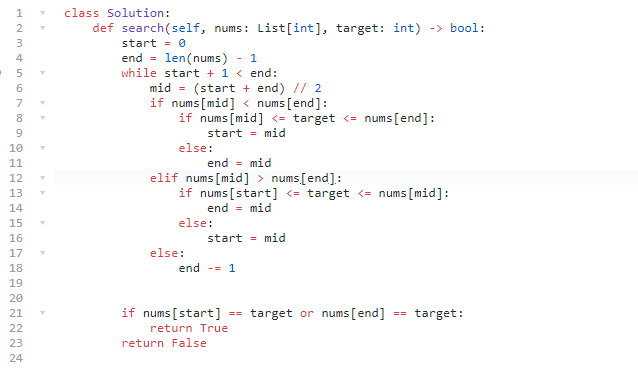 1 class Solution:
2     def search(self, nums: List[int], target: int) -> bool:
3         start = 0
4         end = len(nums) - 1
5         while start + 1 < end:
6             mid = (start + end) // 2
7             if nums[mid] < nums[end]:
8                 if nums[mid] <= target <= nums[end]:
9                     start = mid
10                 else:
11                     end = mid
12             elif nums[mid] > nums[end]:
13                 if nums[start] <= target <= nums[mid]:
14                     end = mid
15                 else:
16                     start = mid
17             else:
18                 end -= 1
19
20
21         if nums[start] == target or nums[end] == target:
22             return True
23         return False
24